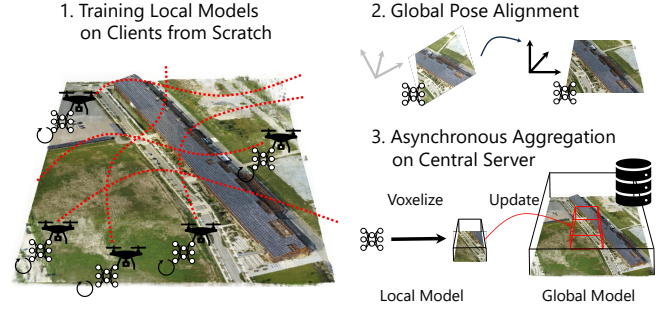 1. Training Local Models
on Clients from Scratch
2. Global Pose Alignment
3. Asynchronous Aggregation
on Central Server
Voxelize
Update
Local Model
Global Model